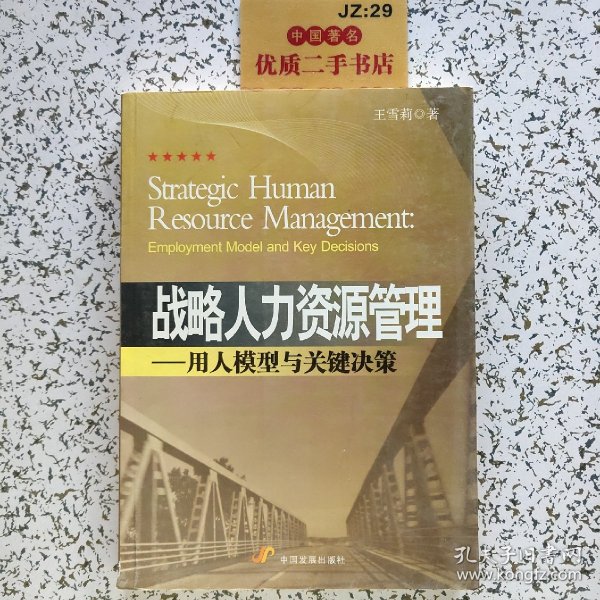 JZ:29
中国著名
优质二手书店
王雪莉◎著
★★★★★
Strategic Human
Resource Management:
Employment Model and Key Decisions
战略人力资源管理
——用人模型与关键决策
中国发展出版社
孔夫子旧书网
www.kongfz.com